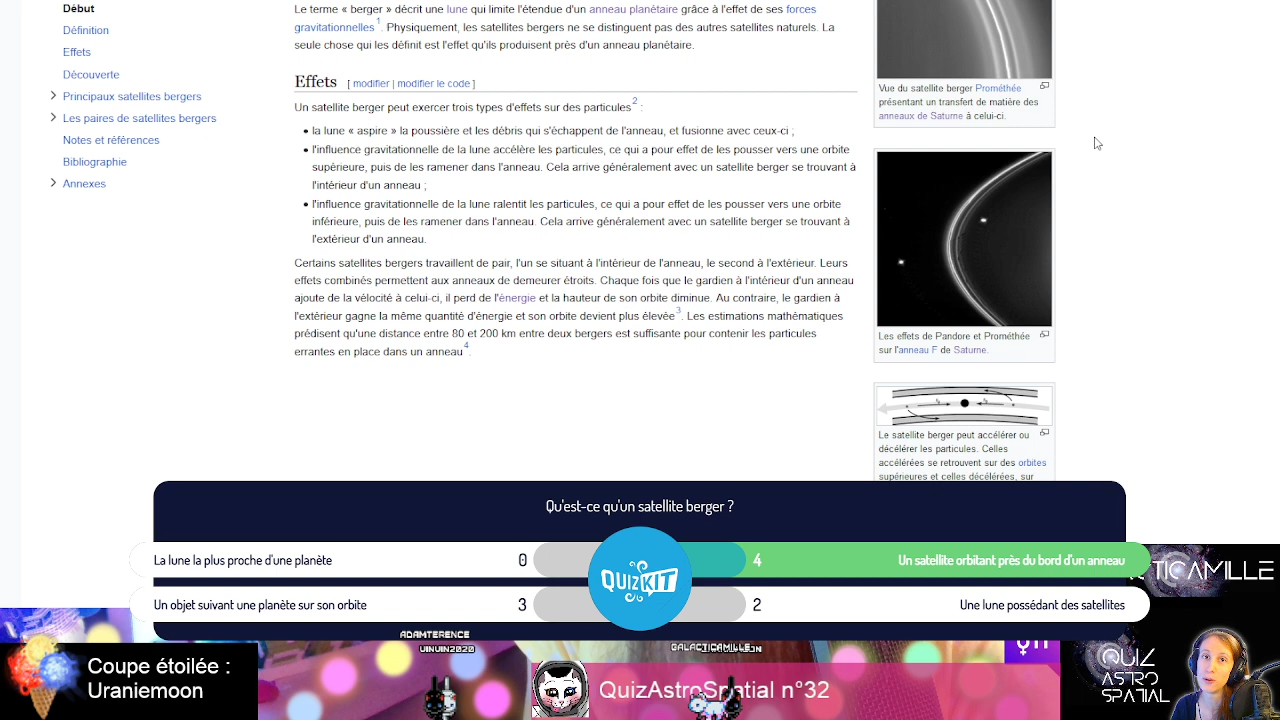 Début
Définition
Effets
Découverte
Principaux satellites bergers
Les paires de satellites bergers
Notes et références
Bibliographie
Annexes
Le terme « berger » décrit une lune qui limite l'étendue d'un anneau planétaire grâce à l'effet de ses forces
gravitationnelles 1. Physiquement, les satellites bergers ne se distinguent pas des autres satellites naturels. La
seule chose qui les définit est l'effet qu'ils produisent près d'un anneau planétaire.
Effets [ modifier | modifier le code ]
Un satellite berger peut exercer trois types d'effets sur des particules 2 :
• la lune « aspire » la poussière et les débris qui s'échappent de l'anneau, et fusionne avec ceux-ci ;
• l'influence gravitationnelle de la lune accélère les particules, ce qui a pour effet de les pousser vers une orbite
supérieure, puis de les ramener dans l'anneau. Cela arrive généralement avec un satellite berger se trouvant à
l'intérieur d'un anneau ;
• l'influence gravitationnelle de la lune ralentit les particules, ce qui a pour effet de les pousser vers une orbite
inférieure, puis de les ramener dans l'anneau. Cela arrive généralement avec un satellite berger se trouvant à
l'extérieur d'un anneau.
Certains satellites bergers travaillent de pair, l'un se situant à l'intérieur de l'anneau, le second à l'extérieur. Leurs
effets combinés permettent aux anneaux de demeurer étroits. Chaque fois que le gardien à l'intérieur d'un anneau
ajoute de la vélocité à celui-ci, il perd de l'énergie et la hauteur de son orbite diminue. Au contraire, le gardien à
l'extérieur gagne la même quantité d'énergie et son orbite devient plus élevée 3. Les estimations mathématiques
prédisent qu'une distance entre 80 et 200 km entre deux bergers est suffisante pour contenir les particules
errantes en place dans un anneau 4.
Vue du satellite berger Prométhée
présentant un transfert de matière des
anneaux de Saturne à celui-ci.
Les effets de Pandore et Prométhée
sur l'anneau F de Saturne.
Le satellite berger peut accélérer ou
décélérer les particules. Celles
accélérées se retrouvent sur des orbites
supérieures et celles décélérées, sur
Qu'est-ce qu'un satellite berger ?
La lune la plus proche d'une planète 0
4 Un satellite orbitant près du bord d'un anneau
Un objet suivant une planète sur son orbite 3
2 Une lune possédant des satellites
QUIZKIT
ADAMTERENCE
UINUIN2020
GALACTICAMILLE
Coupe étoilée :
Uraniemoon
QuizAstroSpatial n°32
QUIZ
ASTRO
SPATIAL